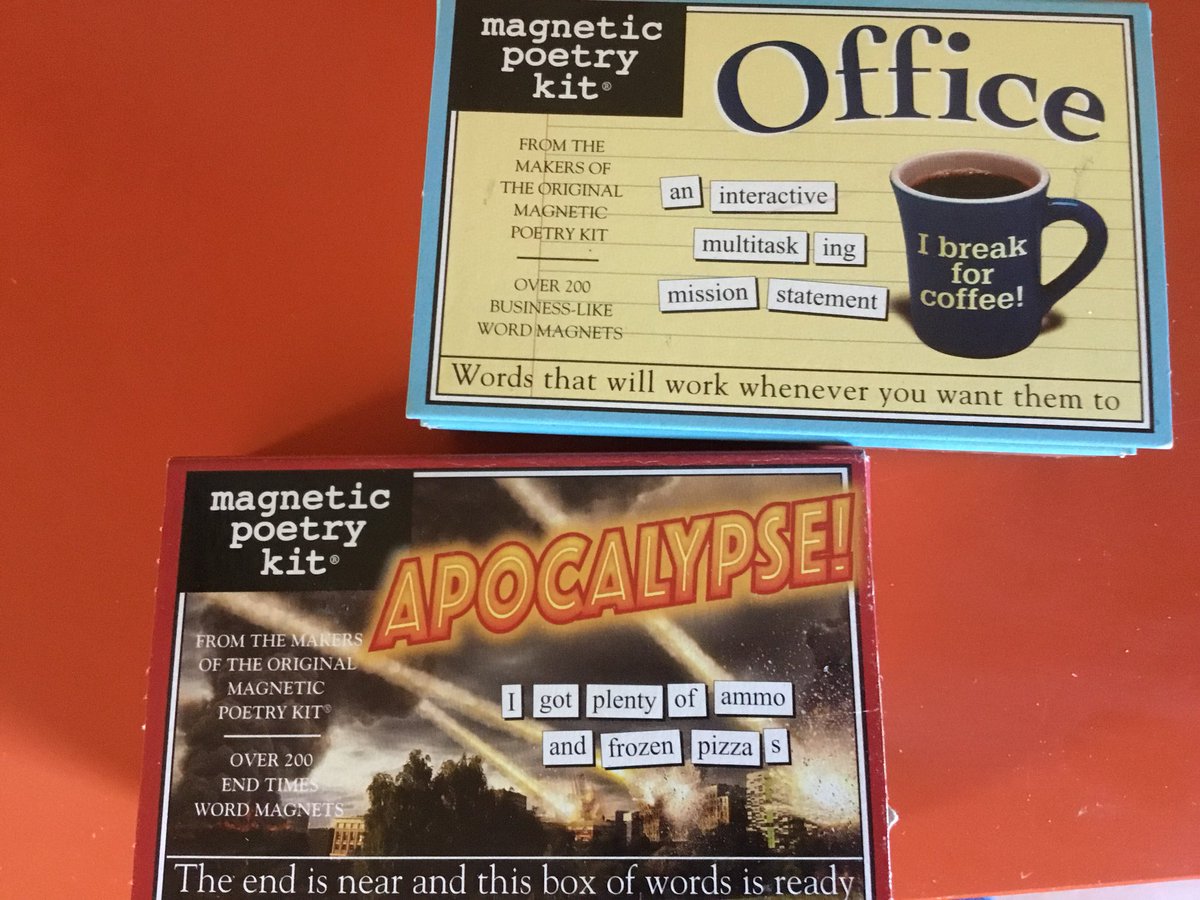 magnetic
poetry
kit®
Office
FROM THE
MAKERS OF
THE ORIGINAL
MAGNETIC
POETRY KIT
OVER 200
BUSINESS-LIKE
WORD MAGNETS
an interactive
multitask ing
mission statement
I break
for
coffee!
Words that will work whenever you want them to
magnetic
poetry
kit®
APOCALYPSE!
FROM THE MAKERS
OF THE ORIGINAL
MAGNETIC
POETRY KIT®
OVER 200
END TIMES
WORD MAGNETS
I got plenty of ammo
and frozen pizza s
The end is near and this box of words is ready